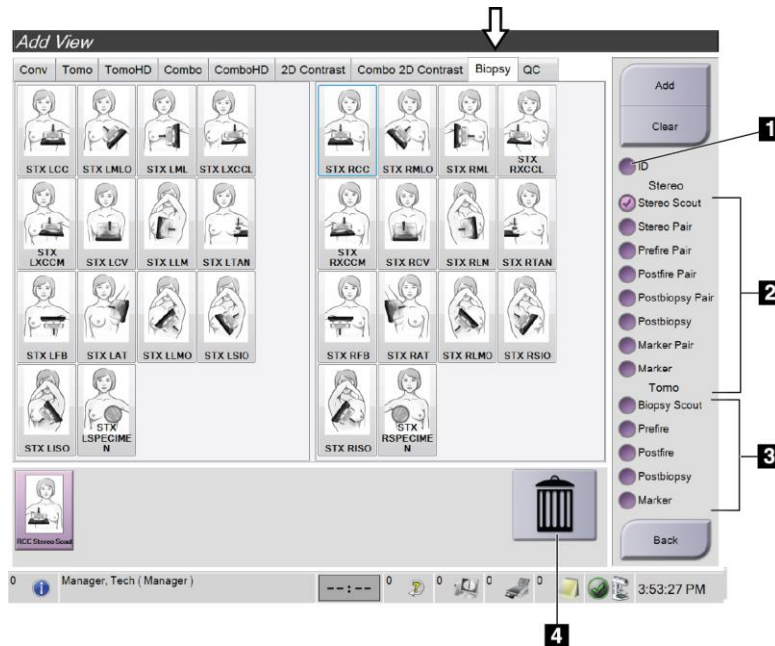 Add View
Conv Tomo TomoHD Combo ComboHD 2D Contrast Combo 2D Contrast Biopsy QC
STX LCC STX LMLO STX LML STX LXCCL
STX RCC STX RMLO STX RML STX RXCCL
STX LXCCM STX LCV STX LLM STX LTAN
STX RXCCM STX RCV STX RLN STX RTAN
STX LFB STX LAT STX LLMO STX LSIO
STX RFB STX RAT STX RLMO STX RSIO
STX LISO STX LSPECIMEN
STX RISO STX RSPECIMEN
RCC Stereo Scout
Add
Clear
ID
Stereo
Stereo Scout
Stereo Pair
Prefire Pair
Postfire Pair
Postbiopsy Pair
Postbiopsy
Marker Pair
Marker
Tomo
Biopsy Scout
Prefire
Postfire
Postbiopsy
Marker
Back
1
2
3
0 Manager, Tech ( Manager ) --:-- 0 0 0 0 3:53:27 PM
4